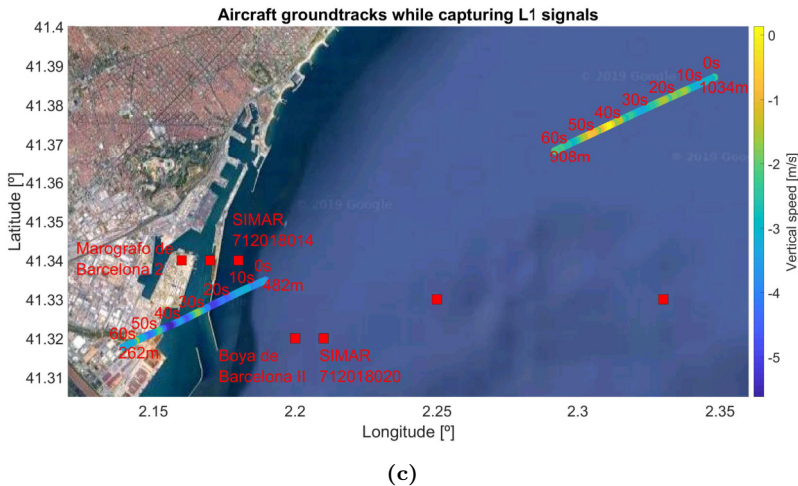 Aircraft groundtracks while capturing L1 signals
41.4
41.39
41.38
41.37
41.36
41.35
41.34
41.33
41.32
41.31
Latitude [º]
2.15
2.2
2.25
2.3
2.35
Longitude [º]
0
-1
-2
-3
-4
-5
Vertical speed [m/s]
© 2019 Google
© 2019 Goo
© 2019 Google
0s
10s
20s
30s
40s
50s
60s
1034m
908m
SIMAR
712018014
Marografo de
Barcelona 2
0s
10s
20s
30s
40s
50s
60s
482m
262m
Boya de
Barcelona II
SIMAR
712018020
(c)